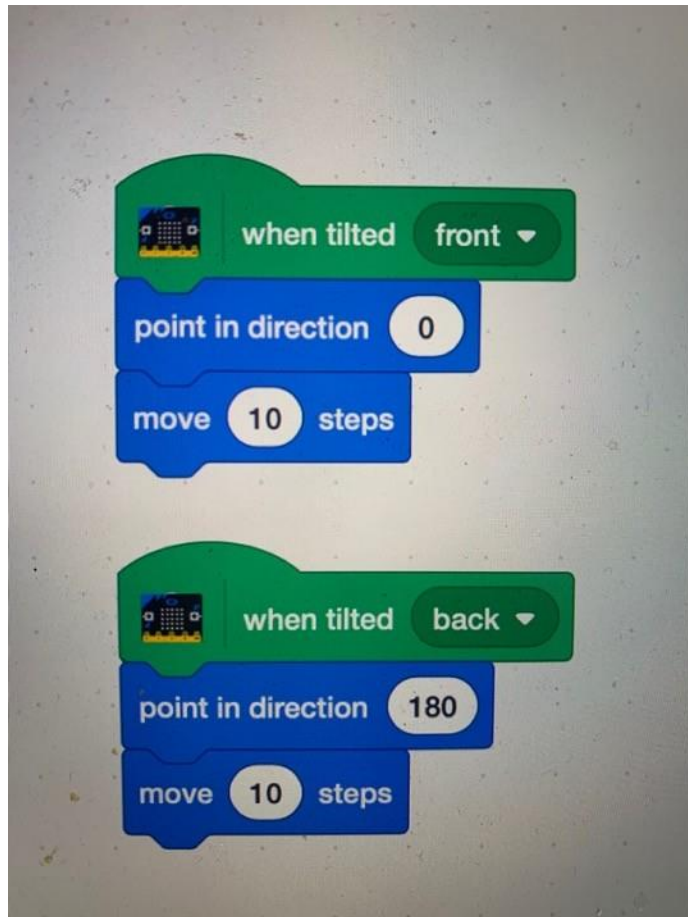 when tilted front
point in direction 0
move 10 steps
when tilted back
point in direction 180
move 10 steps